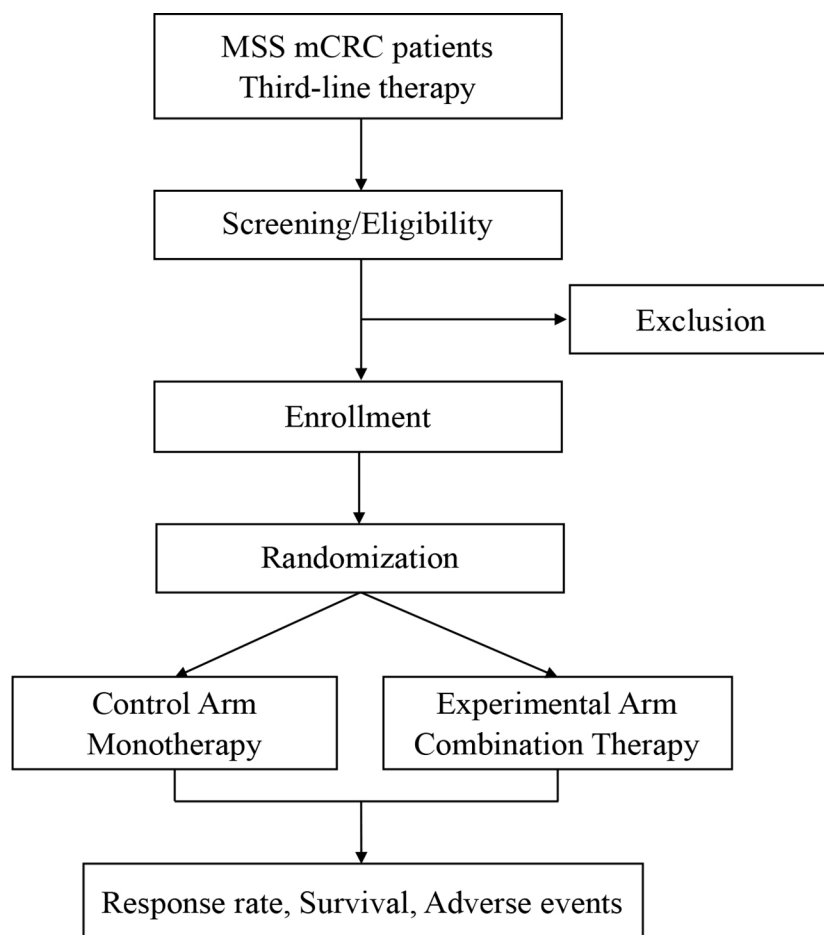 MSS mCRC patients
Third-line therapy
Screening/Eligibility
Exclusion
Enrollment
Randomization
Control Arm
Monotherapy
Experimental Arm
Combination Therapy
Response rate, Survival, Adverse events